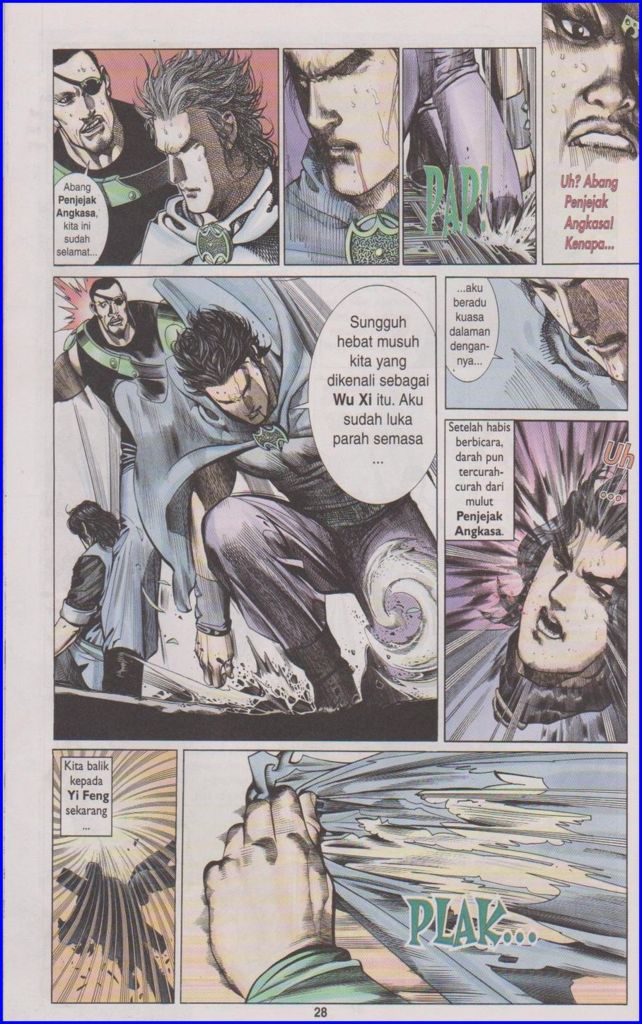 Abang
Penjejak
Angkasa,
kita ini
sudah
selamat...
PAP!
Uh? Abang
Penjejak
Angkasa!
Kenapa...
Sungguh
hebat musuh
kita yang
dikenali sebagai
Wu Xi itu. Aku
sudah luka
parah semasa
...
...aku
beradu
kuasa
dalaman
dengan-
nya...
Setelah habis
berbicara,
darah pun
tercurah-
curah dari
mulut
Penjejak
Angkasa.
Uh
...
Kita balik
kepada
Yi Feng
sekarang
...
PLAK...
28